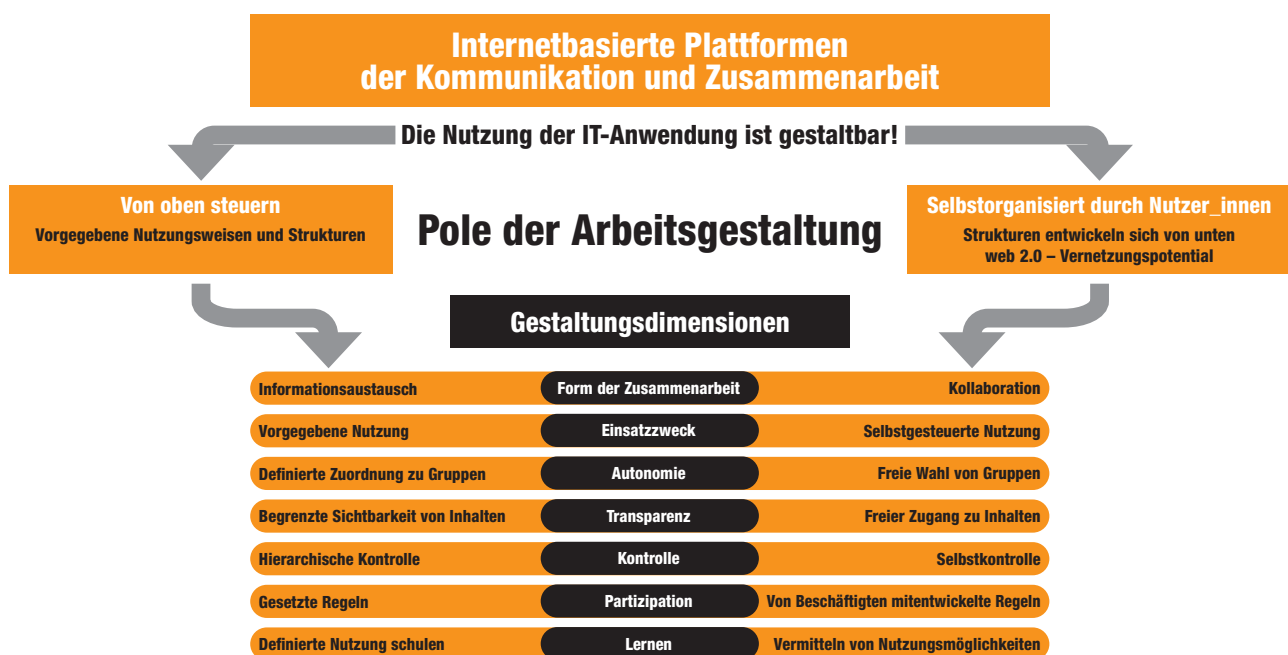 Internetbasierte Plattformen
der Kommunikation und Zusammenarbeit
Die Nutzung der IT-Anwendung ist gestaltbar!
Von oben steuern
Vorgegebene Nutzungsweisen und Strukturen
Pole der Arbeitsgestaltung
Selbstorganisiert durch Nutzer_innen
Strukturen entwickeln sich von unten
web 2.0 – Vernetzungspotential
Gestaltungsdimensionen
Informationsaustausch Form der Zusammenarbeit Kollaboration
Vorgegebene Nutzung Einsatzzweck Selbstgesteuerte Nutzung
Definierte Zuordnung zu Gruppen Autonomie Freie Wahl von Gruppen
Begrenzte Sichtbarkeit von Inhalten Transparenz Freier Zugang zu Inhalten
Hierarchische Kontrolle Kontrolle Selbstkontrolle
Gesetzte Regeln Partizipation Von Beschäftigten mitentwickelte Regeln
Definierte Nutzung schulen Lernen Vermitteln von Nutzungsmöglichkeiten